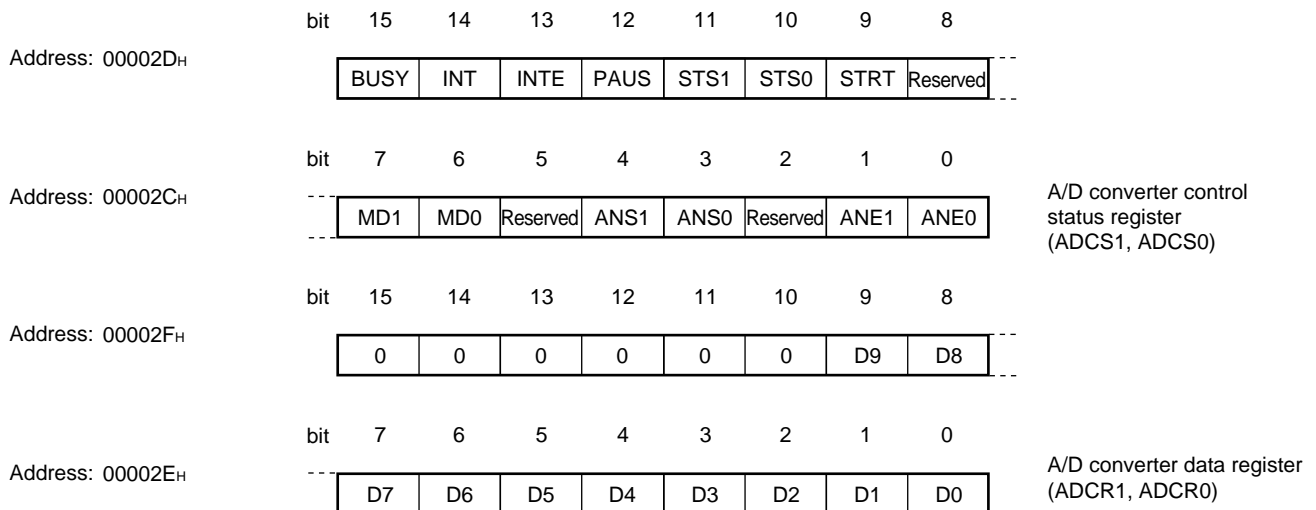 bit 15 14 13 12 11 10 9 8
Address: 00002DH
BUSY INT INTE PAUS STS1 STS0 STRT Reserved
bit 7 6 5 4 3 2 1 0
Address: 00002CH
MD1 MD0 Reserved ANS1 ANS0 Reserved ANE1 ANE0
A/D converter control
status register
(ADCS1, ADCS0)
bit 15 14 13 12 11 10 9 8
Address: 00002FH
0 0 0 0 0 0 D9 D8
bit 7 6 5 4 3 2 1 0
Address: 00002EH
D7 D6 D5 D4 D3 D2 D1 D0
A/D converter data register
(ADCR1, ADCR0)